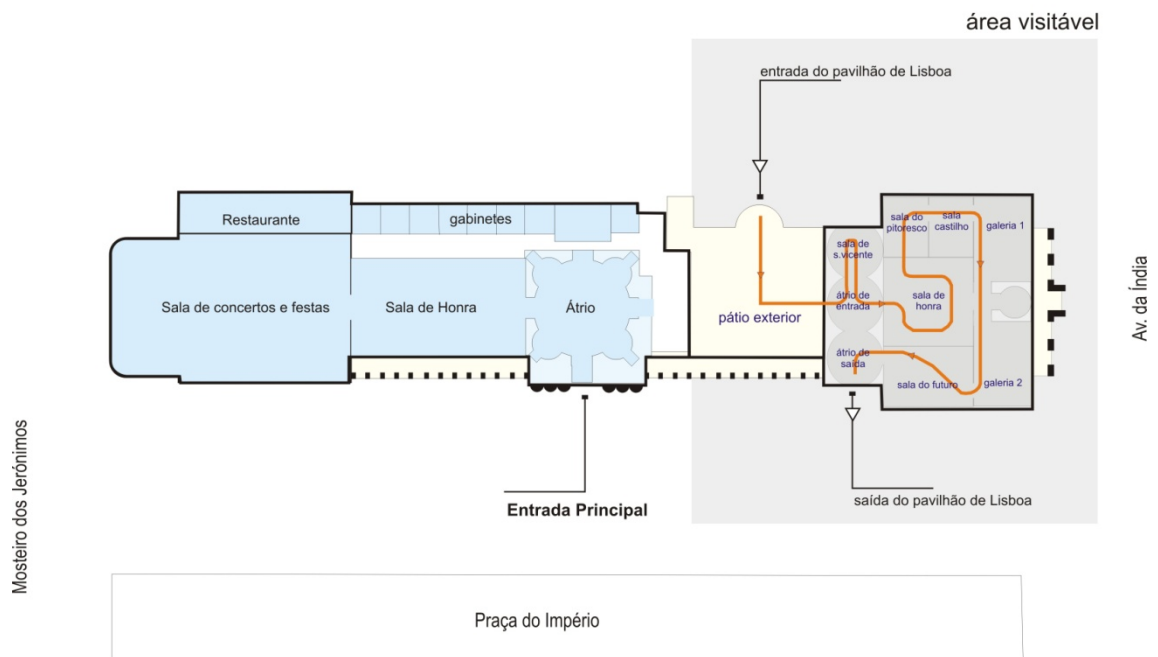 área visitável
entrada do pavilhão de Lisboa
Restaurante
gabinetes
sala do
pitoresco
sala
castilho
galeria 1
sala de
s.vicente
Sala de concertos e festas
Sala de Honra
Átrio
pátio exterior
átrio de
entrada
sala de
honra
átrio de
saída
sala do futuro
galeria 2
Av. da Índia
Entrada Principal
saída do pavilhão de Lisboa
Mosteiro dos Jerónimos
Praça do Império